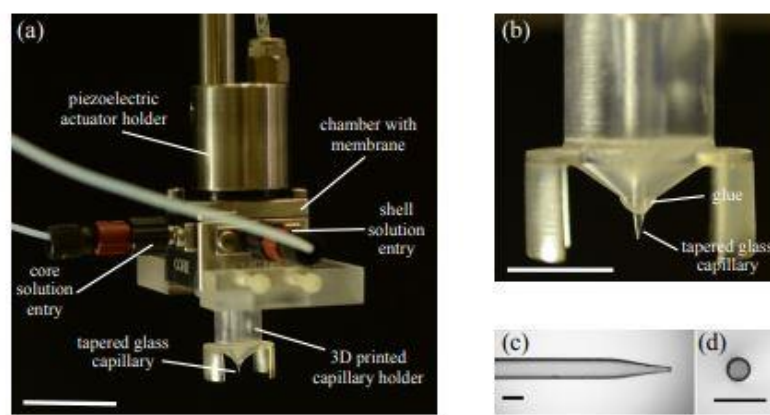 (a)
piezoelectric
actuator holder
chamber with
membrane
shell
solution
entry
core
solution
entry
CORE
tapered glass
capillary
3D printed
capillary holder
(b)
glue
tapered glass
capillary
(c)
(d)